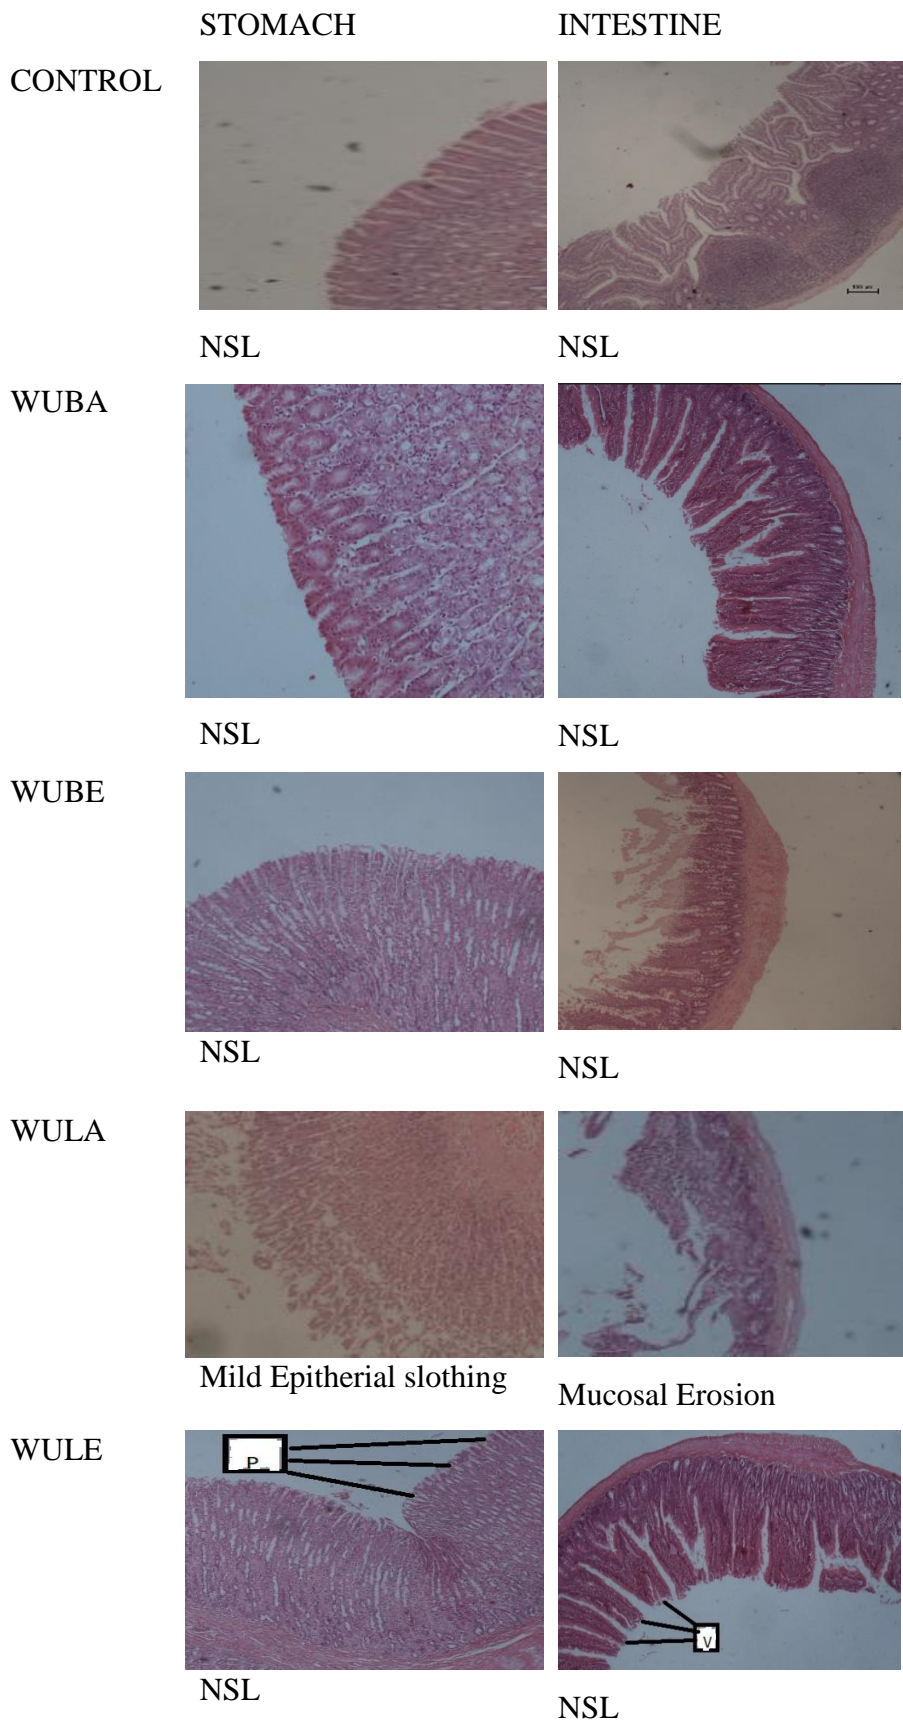 STOMACH INTESTINE
CONTROL
NSL NSL
WUBA
NSL NSL
WUBE
NSL NSL
WULA
Mild Epitherial slothing Mucosal Erosion
WULE
P
V
NSL NSL